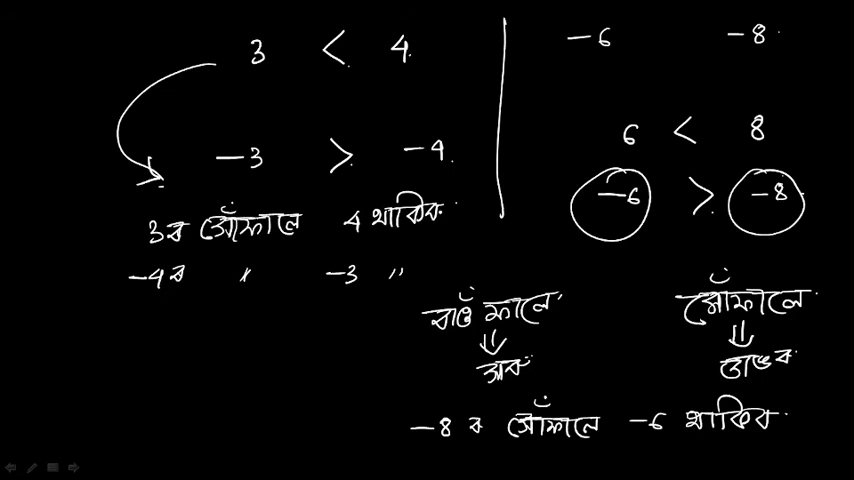 3 < 4
-3 > -4
3ৰ সোঁফালে 4 থাকিব
-4ৰ " -3 "
-6 -8
6 < 8
-6 > -8
বাওঁফালে সোঁফালে
⇓ ⇓
সৰু ডাঙৰ
-8 ৰ সোঁফালে -6 থাকিব